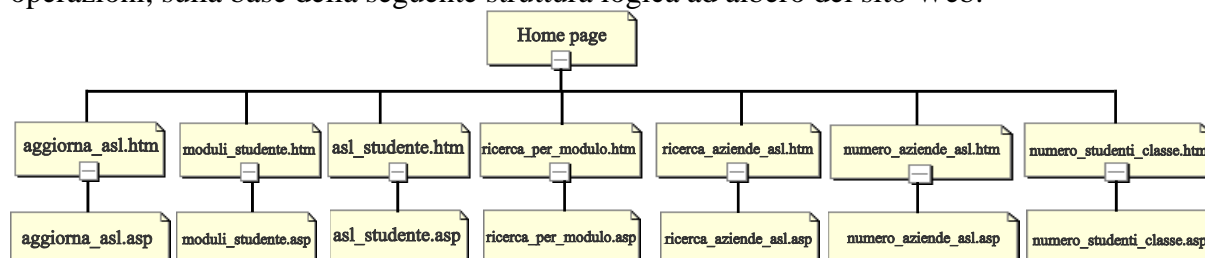 operazioni, sulla base della seguente struttura logica ad albero del sito Web:
Home page
aggiorna_asl.htm moduli_studente.htm asl_studente.htm ricerca_per_modulo.htm ricerca_aziende_asl.htm numero_aziende_asl.htm numero_studenti_classe.htm
aggiorna_asl.asp moduli_studente.asp asl_studente.asp ricerca_per_modulo.asp ricerca_aziende_asl.asp numero_aziende_asl.asp numero_studenti_classe.asp